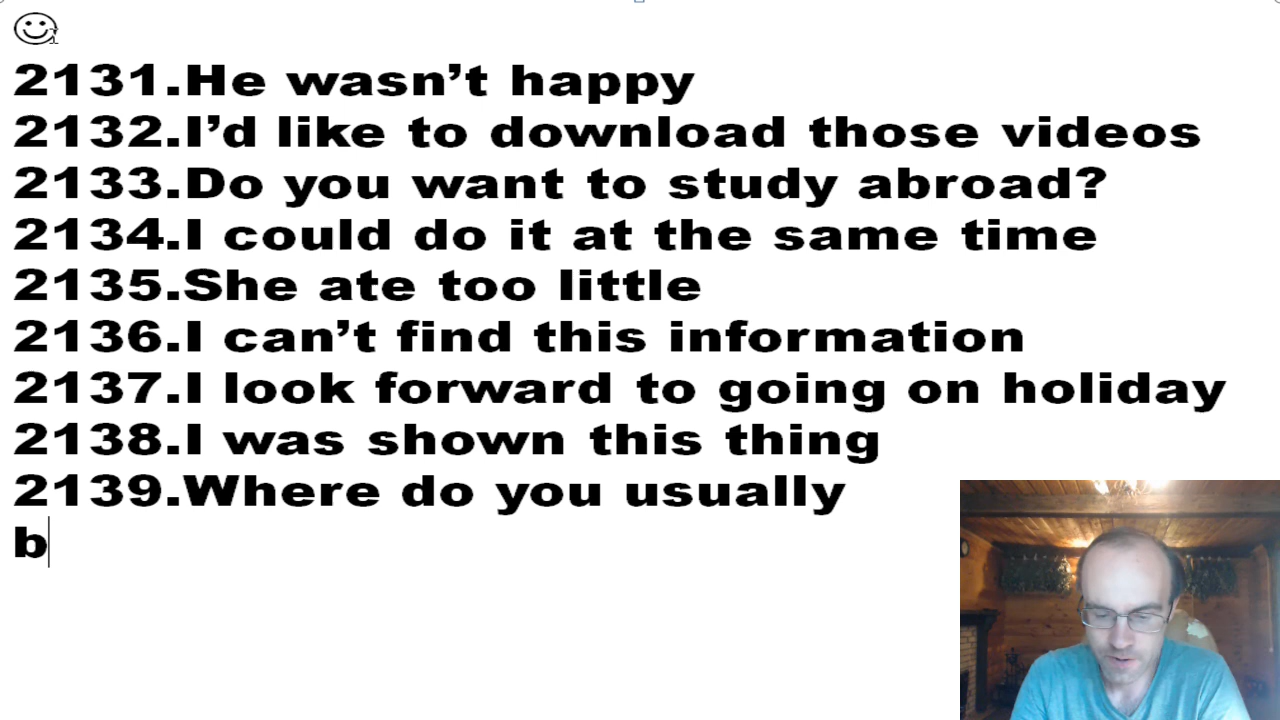 2131.He wasn’t happy
2132.I’d like to download those videos
2133.Do you want to study abroad?
2134.I could do it at the same time
2135.She ate too little
2136.I can’t find this information
2137.I look forward to going on holiday
2138.I was shown this thing
2139.Where do you usually
b